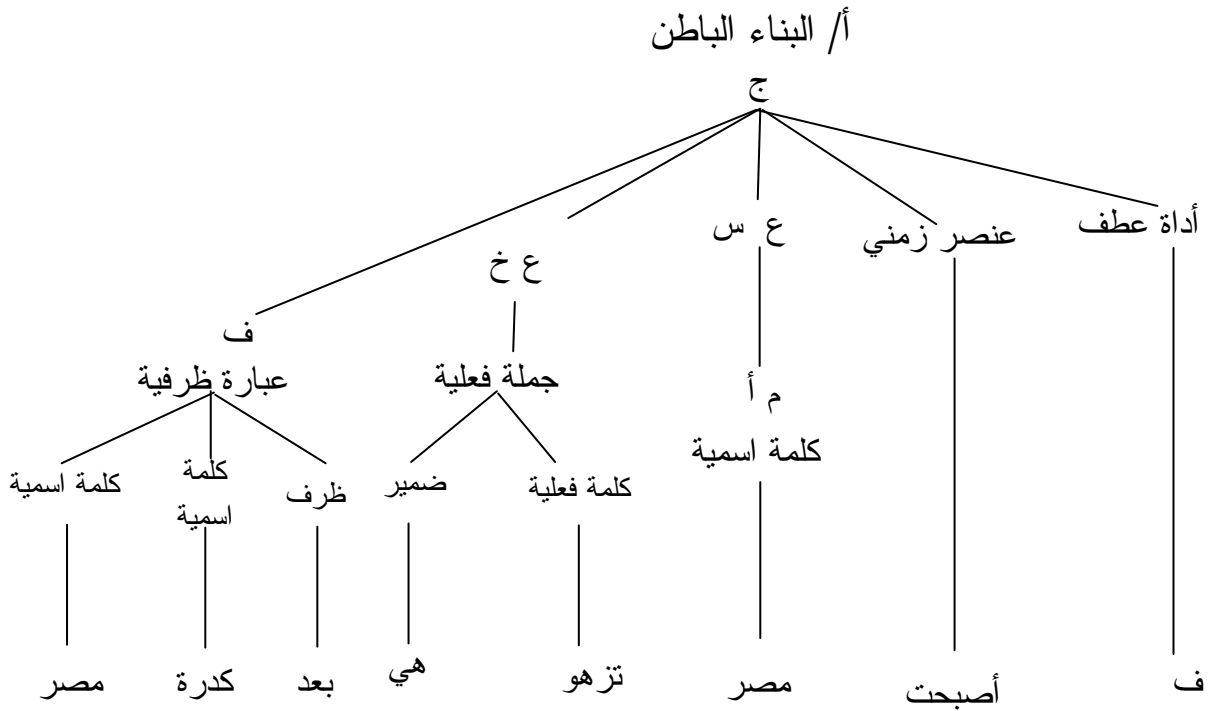 أ/ البناء الباطن
ج
أداة عطف
عنصر زمني
ع س
ع خ
ف
م أ
كلمة اسمية
جملة فعلية
عبارة ظرفية
كلمة فعلية
ضمير
ظرف
كلمة
اسمية
كلمة اسمية
ف
أصبحت
مصر
تزهو
هي
بعد
كدرة
مصر